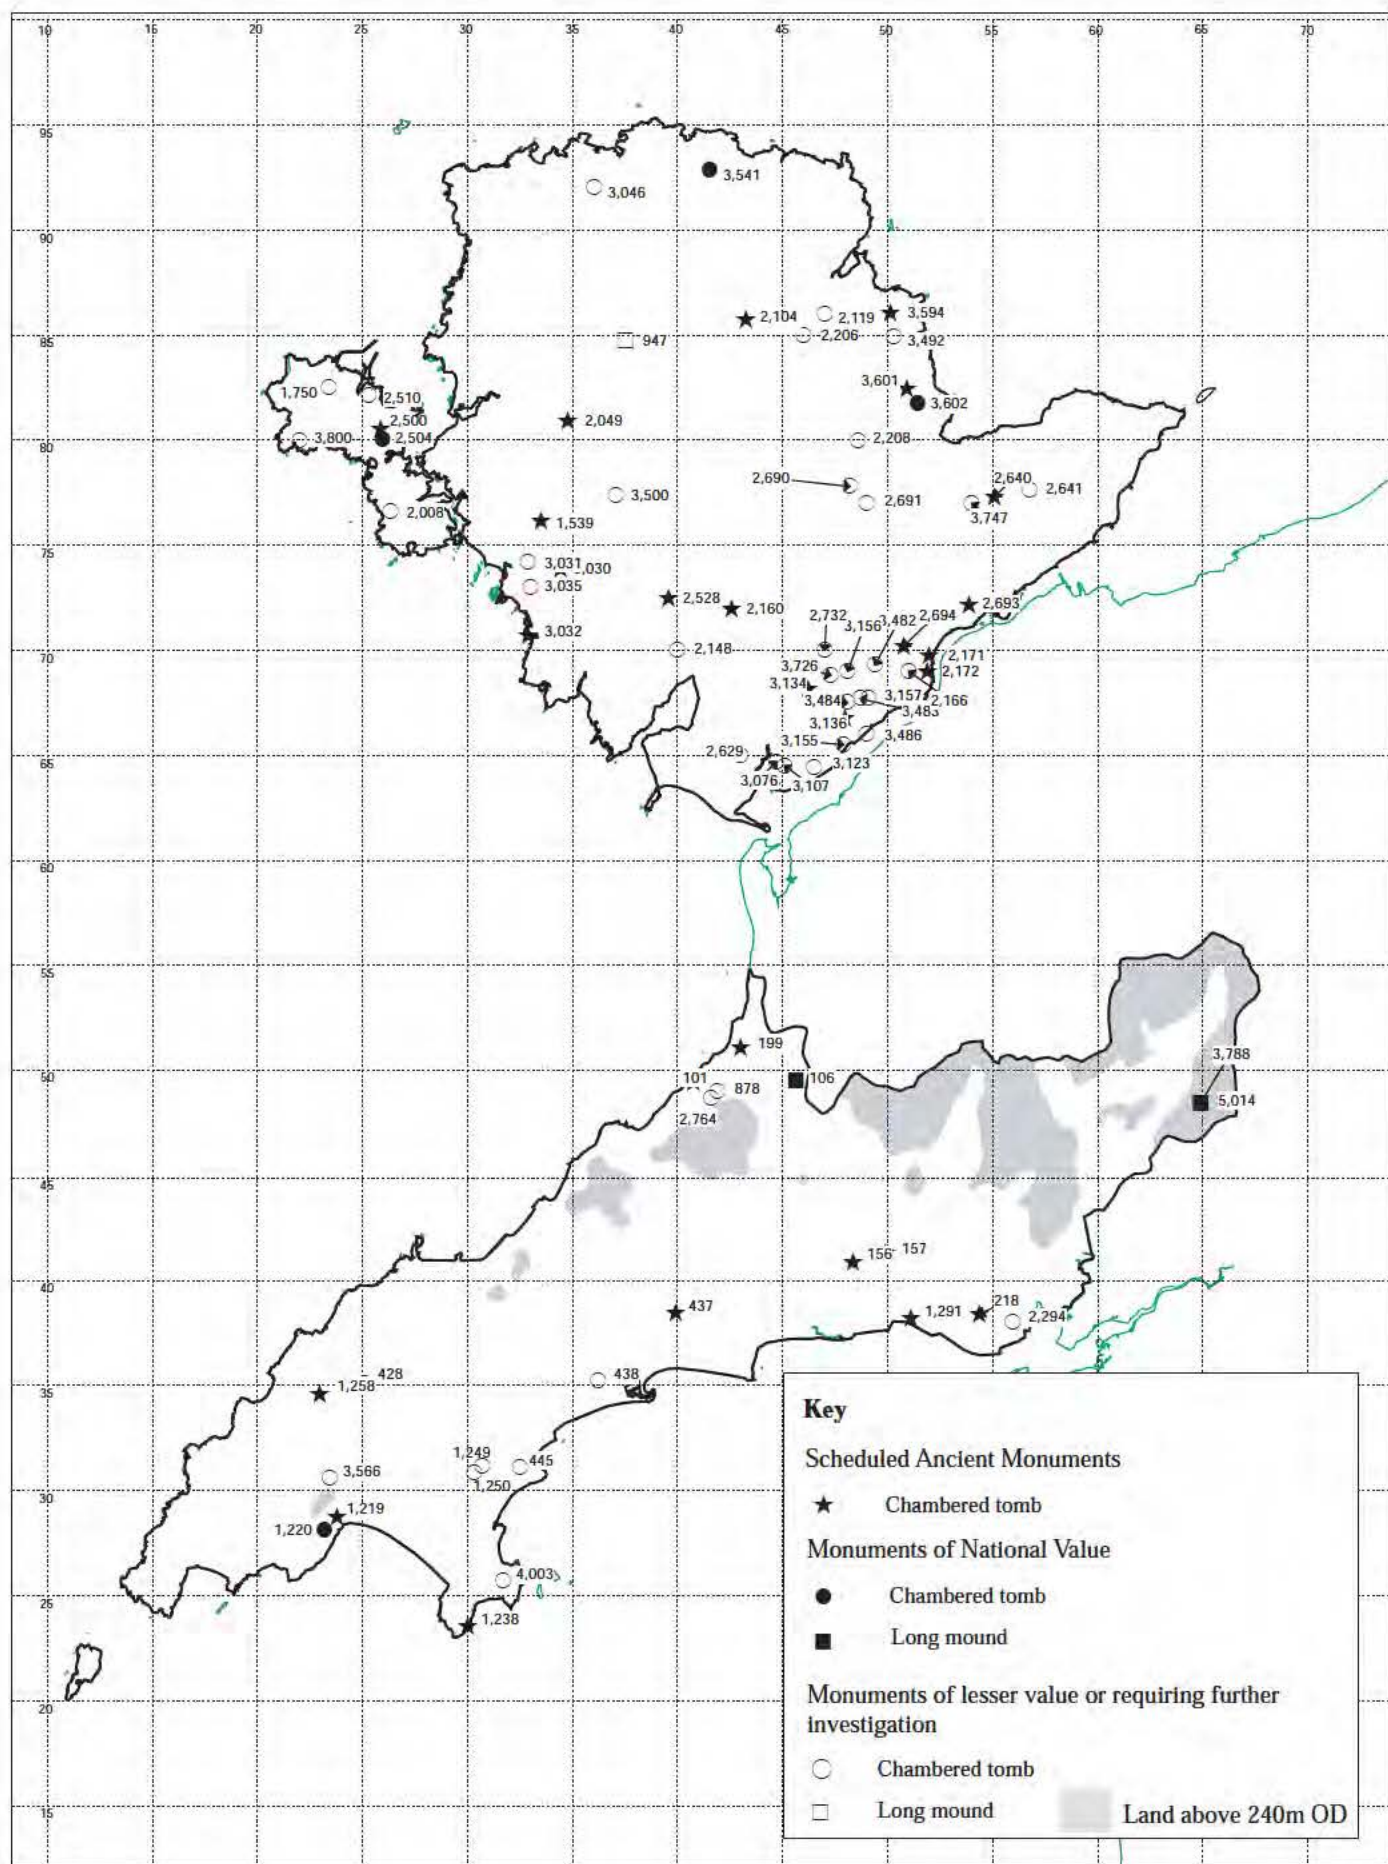 10 15 20 25 30 35 40 45 50 55 60 65 70
95
3,541
3,046
90
2,104 2,119 3,594
85 947 2,206 3,492
1,750 2,510 3,601 3,602
2,500 2,049
80 3,800 2,504 2,208
2,690 2,640 2,641
3,500 2,691
2,008 1,539 3,747
75
3,031 ,030
3,035
2,528 2,160 2,693
2,732 3,156 3,482 2,694
3,032
70 2,148 2,171
3,726 2,172
3,134
3,484 3,157 2,166
3,483
3,136
3,155 3,486
2,629 3,123
65
3,076 3,107
60
55
199 3,788
50 101 878 106 5,014
2,764
45
156 157
40
437 1,291 218 2,294
428 438
35 1,258
1,249 445
3,566 1,250
30
1,219
1,220
4,003
25
1,238
20
15
Key
Scheduled Ancient Monuments
Chambered tomb
Monuments of National Value
Chambered tomb
Long mound
Monuments of lesser value or requiring further
investigation
Chambered tomb
Long mound Land above 240m OD